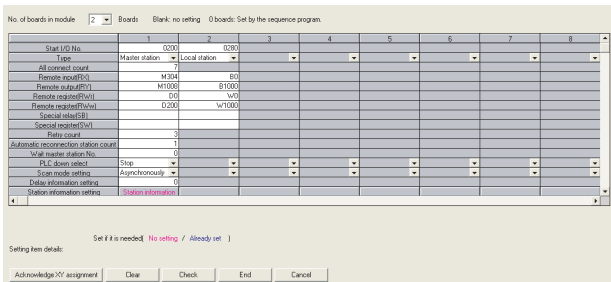 No. of boards in module 2 Boards Blank: no setting 0 boards: Set by the sequence program.
1 2 3 4 5 6 7 8
Start I/O No. 0200 0280
Type Master station Local station
All connect count 7
Remote input(RX) M304 B0
Remote output(RY) M1008 B1000
Remote register(RWr) D0 W0
Remote register(RWw) D200 W1000
Special relay(SB)
Special register(SW)
Retry count 3
Automatic reconnection station count 1
Wait master station No. 0
PLC down select Stop
Scan mode setting Asynchronously
Delay information setting 0
Station information setting Station information
Set if it is needed( No setting / Already set )
Setting item details:
Acknowledge XY assignment Clear Check End Cancel